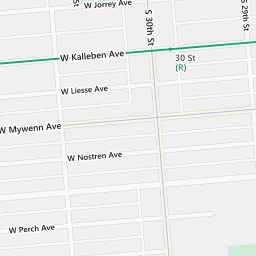 W Jorrey Ave
S 30th St
S 29th St
W Kalleben Ave
30 St
(R)
W Liesse Ave
W Mywenn Ave
W Nostren Ave
W Perch Ave